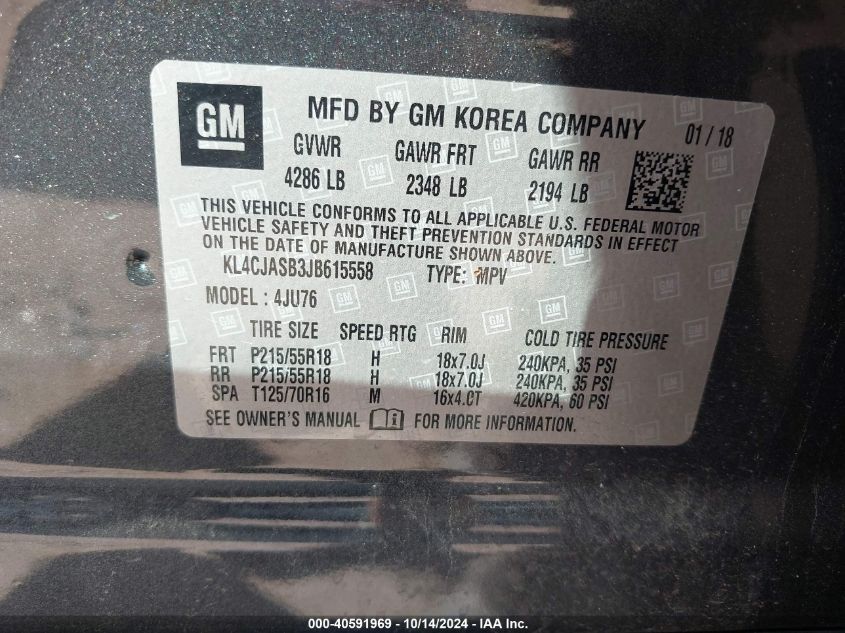 GM MFD BY GM KOREA COMPANY 01/18
GVWR GAWR FRT GAWR RR
4286 LB 2348 LB 2194 LB
THIS VEHICLE CONFORMS TO ALL APPLICABLE U.S. FEDERAL MOTOR
VEHICLE SAFETY AND THEFT PREVENTION STANDARDS IN EFFECT
ON THE DATE OF MANUFACTURE SHOWN ABOVE.
KL4CJASB3JB615558 TYPE: MPV
MODEL : 4JU76
TIRE SIZE SPEED RTG RIM COLD TIRE PRESSURE
FRT P215/55R18 H 18x7.0J 240KPA, 35 PSI
RR P215/55R18 H 18x7.0J 240KPA, 35 PSI
SPA T125/70R16 M 16x4.0T 420KPA, 60 PSI
SEE OWNER'S MANUAL FOR MORE INFORMATION.
000-40591969 - 10/14/2024 - IAA Inc.